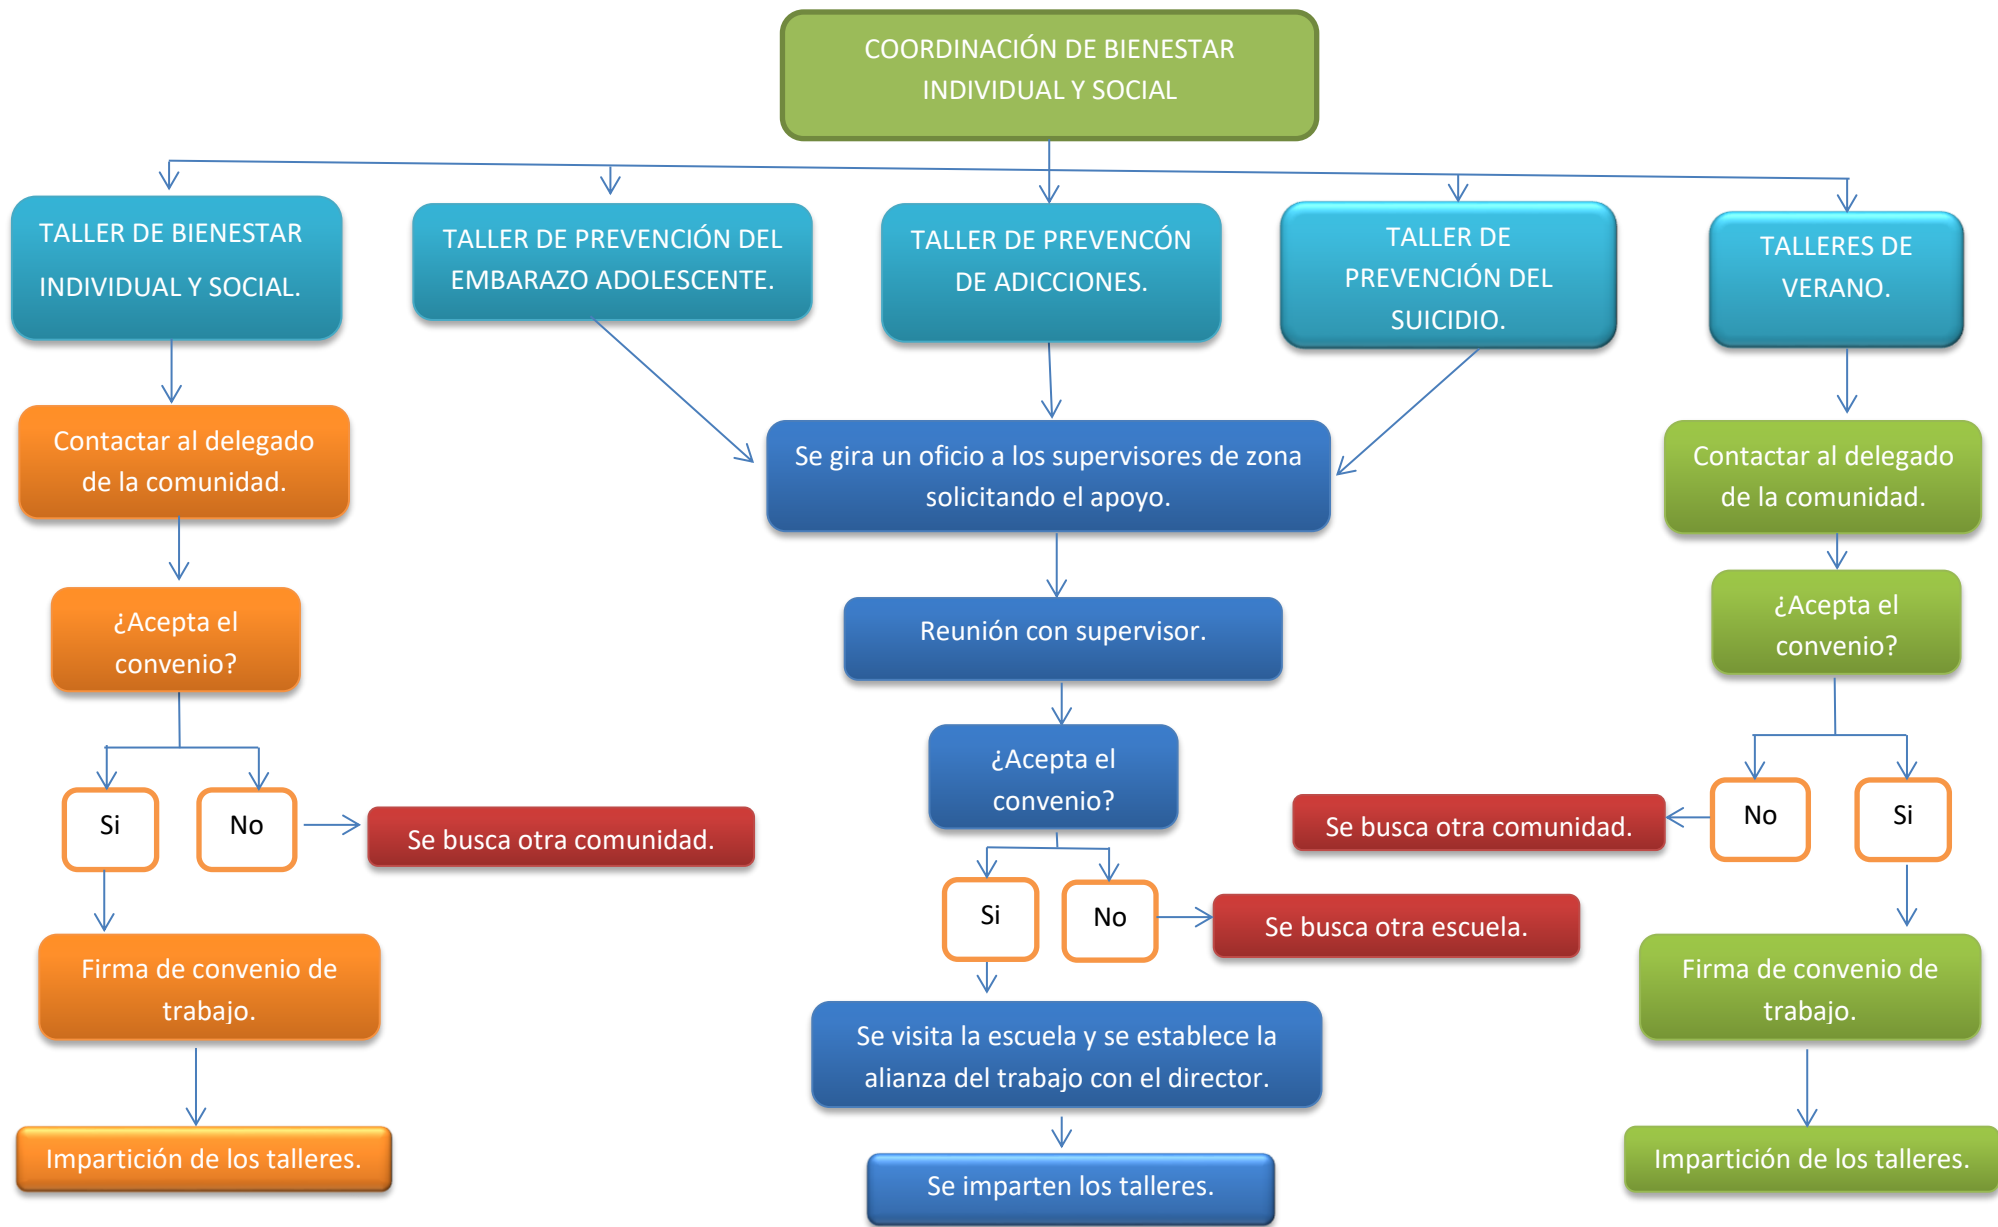 COORDINACIÓN DE BIENESTAR
INDIVIDUAL Y SOCIAL
TALLER DE BIENESTAR
INDIVIDUAL Y SOCIAL.
TALLER DE PREVENCIÓN DEL
EMBARAZO ADOLESCENTE.
TALLER DE PREVENCÓN
DE ADICCIONES.
TALLER DE
PREVENCIÓN DEL
SUICIDIO.
TALLERES DE
VERANO.
Contactar al delegado
de la comunidad.
¿Acepta el
convenio?
Si
No
Se busca otra comunidad.
Firma de convenio de
trabajo.
Impartición de los talleres.
Se gira un oficio a los supervisores de zona
solicitando el apoyo.
Reunión con supervisor.
¿Acepta el
convenio?
Si
No
Se busca otra escuela.
Se visita la escuela y se establece la
alianza del trabajo con el director.
Se imparten los talleres.
Contactar al delegado
de la comunidad.
¿Acepta el
convenio?
Se busca otra comunidad.
No
Si
Firma de convenio de
trabajo.
Impartición de los talleres.